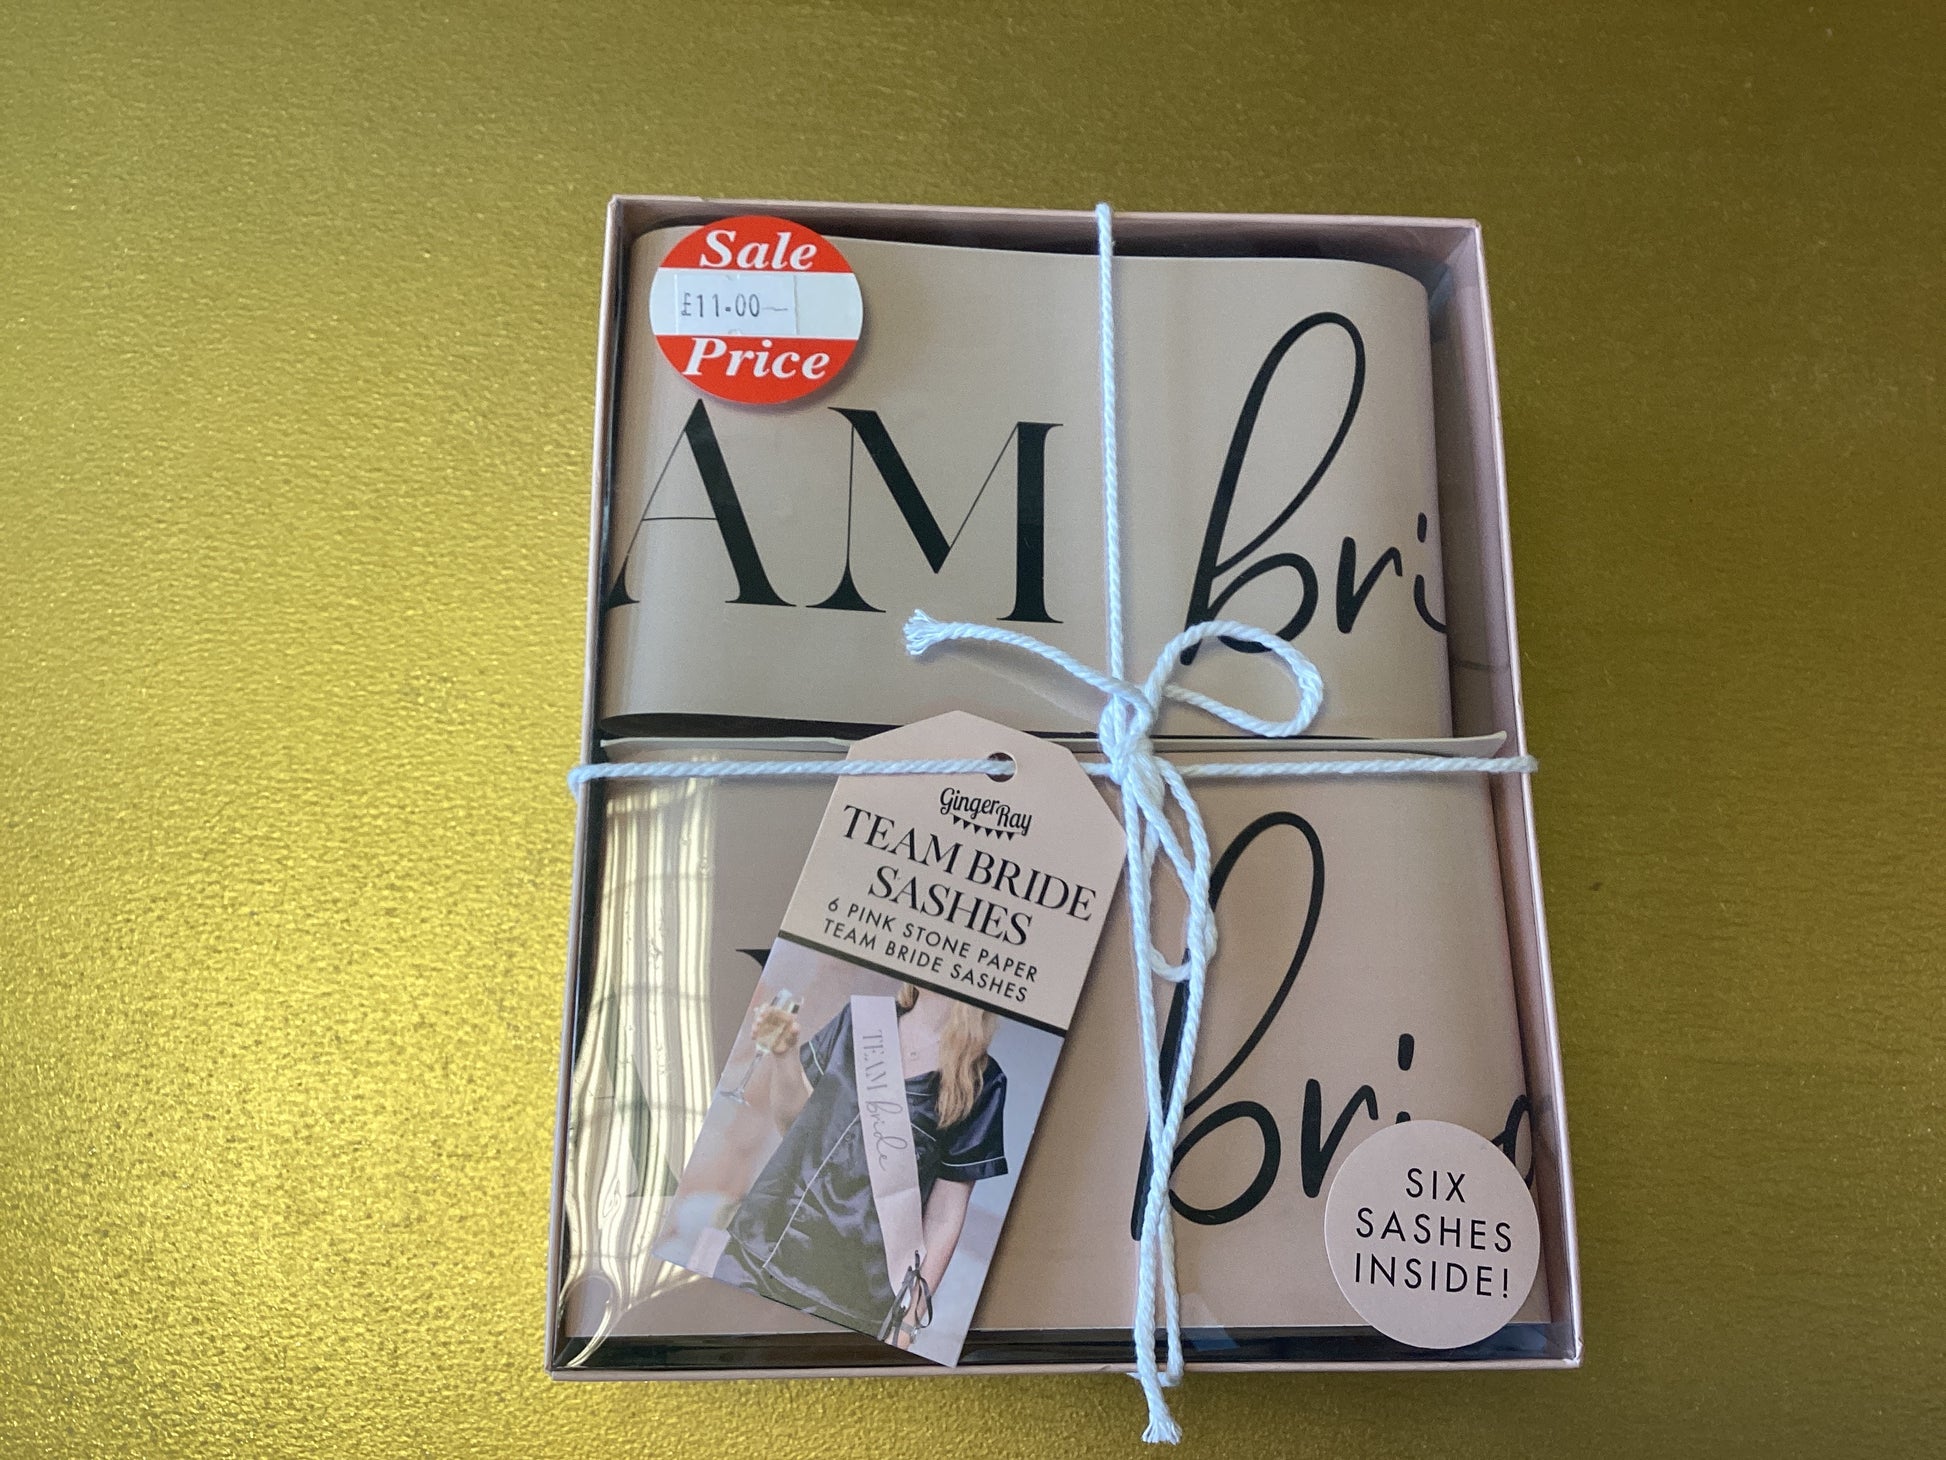 Sale
£11.00
Price
AM bri
Ginger Ray
TEAM BRIDE
SASHES
6 PINK STONE PAPER
TEAM BRIDE SASHES
TEAM bride
brid
SIX
SASHES
INSIDE!